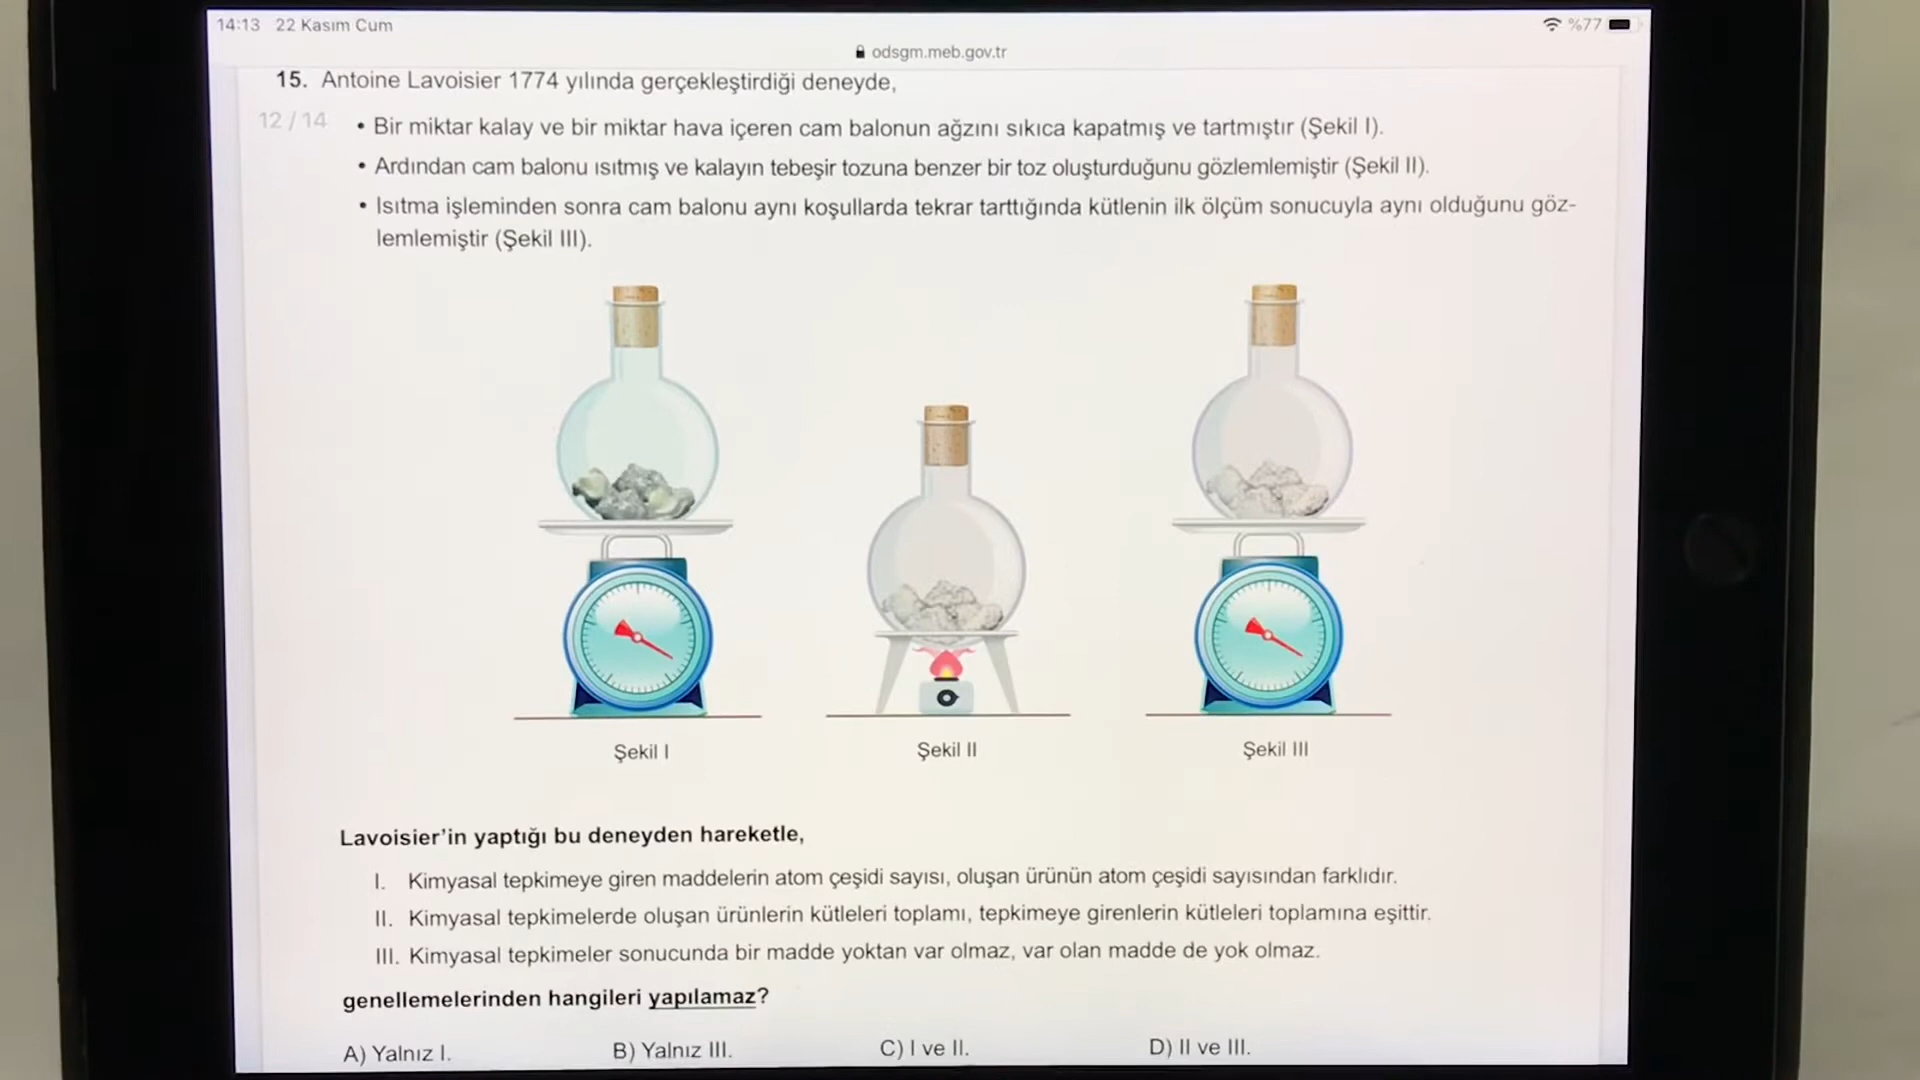 14:13 22 Kasım Cum
%77
odsgm.meb.gov.tr
15. Antoine Lavoisier 1774 yılında gerçekleştirdiği deneyde,
12 / 14
• Bir miktar kalay ve bir miktar hava içeren cam balonun ağzını sıkıca kapatmış ve tartmıştır (Şekil I).
• Ardından cam balonu ısıtmış ve kalayın tebeşir tozuna benzer bir toz oluşturduğunu gözlemlemiştir (Şekil II).
• Isıtma işleminden sonra cam balonu aynı koşullarda tekrar tarttığında kütlenin ilk ölçüm sonucuyla aynı olduğunu göz-
lemlemiştir (Şekil III).
Şekil I
Şekil II
Şekil III
Lavoisier'in yaptığı bu deneyden hareketle,
I. Kimyasal tepkimeye giren maddelerin atom çeşidi sayısı, oluşan ürünün atom çeşidi sayısından farklıdır.
II. Kimyasal tepkimelerde oluşan ürünlerin kütleleri toplamı, tepkimeye girenlerin kütleleri toplamına eşittir.
III. Kimyasal tepkimeler sonucunda bir madde yoktan var olmaz, var olan madde de yok olmaz.
genellemelerinden hangileri yapılamaz?
A) Yalnız I.
B) Yalnız III.
C) I ve II.
D) II ve III.